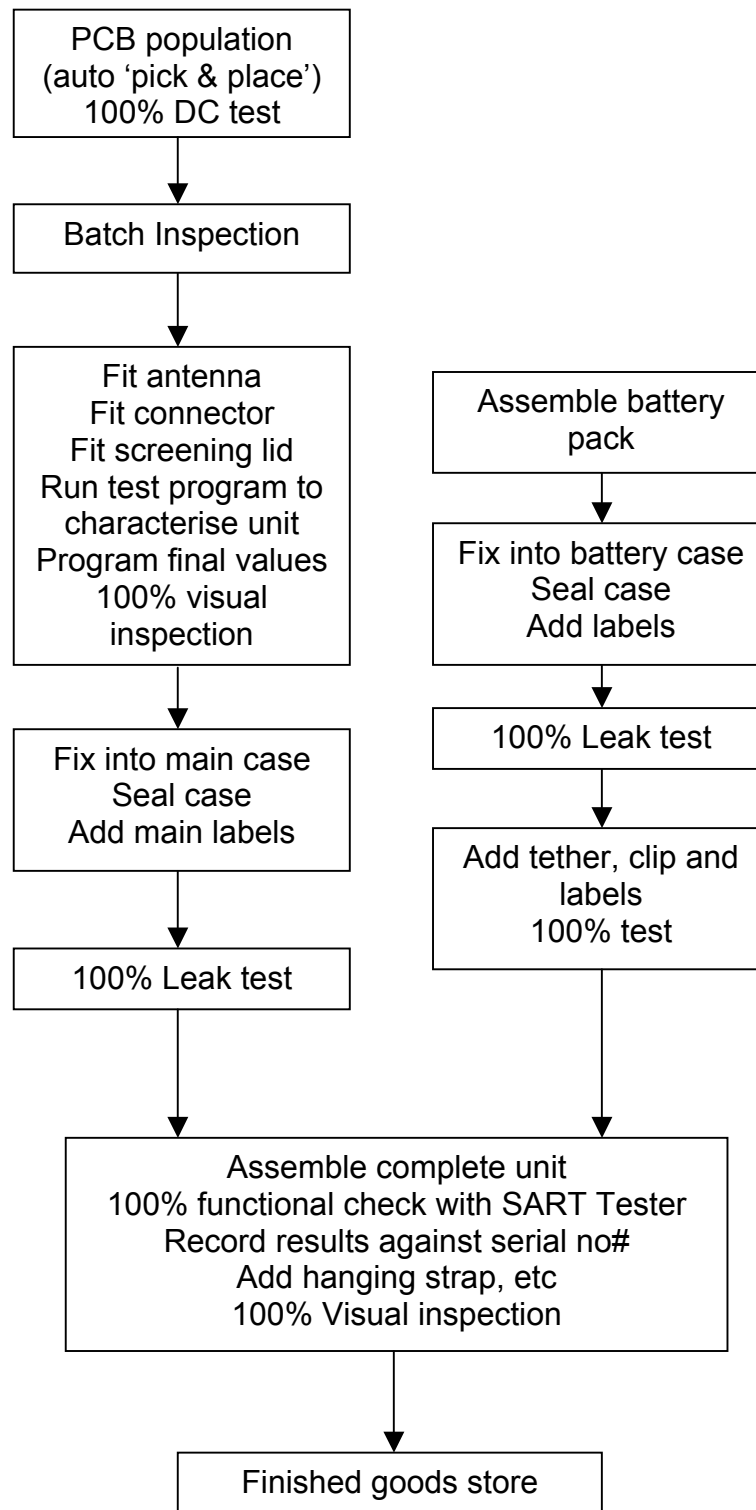 PCB population
(auto ‘pick & place’)
100% DC test
Batch Inspection
Fit antenna
Fit connector
Fit screening lid
Run test program to
characterise unit
Program final values
100% visual
inspection
Fix into main case
Seal case
Add main labels
100% Leak test
Assemble battery
pack
Fix into battery case
Seal case
Add labels
100% Leak test
Add tether, clip and
labels
100% test
Assemble complete unit
100% functional check with SART Tester
Record results against serial no#
Add hanging strap, etc
100% Visual inspection
Finished goods store